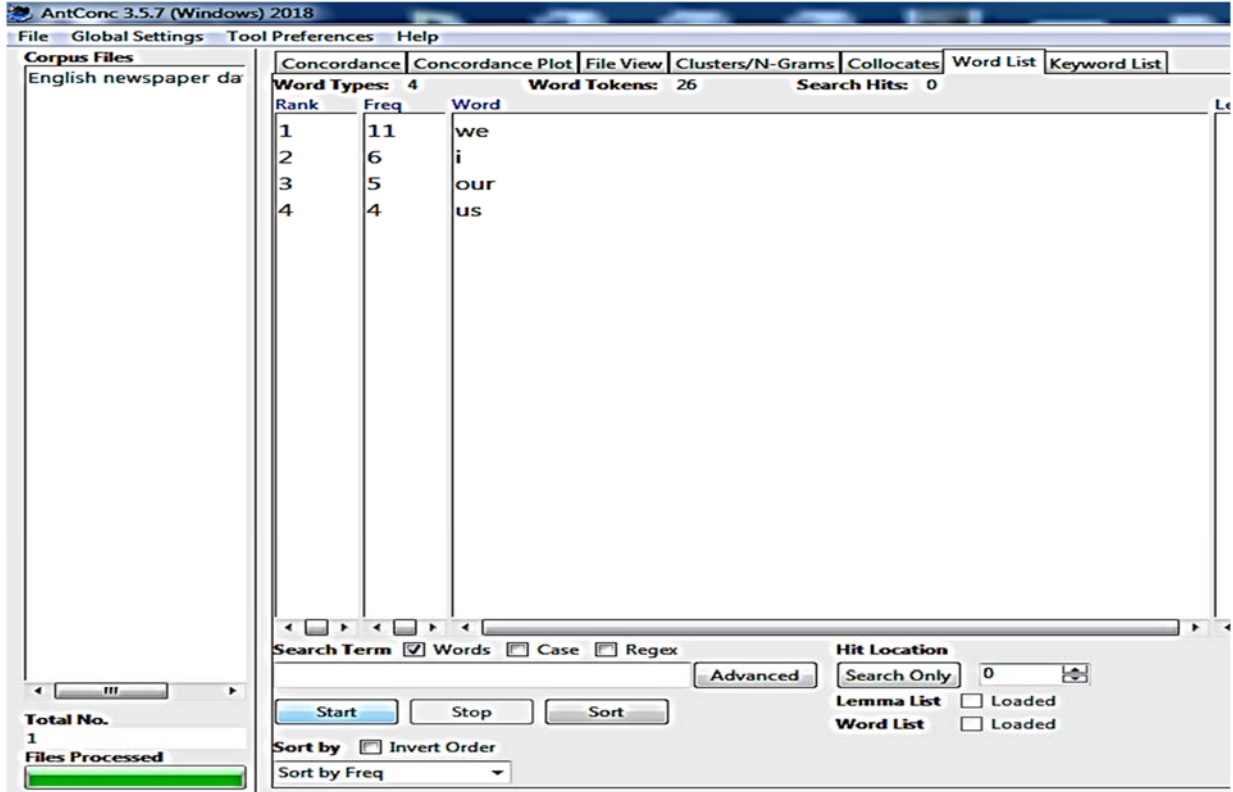 AntConc 3.5.7 (Windows) 2018
File Global Settings Tool Preferences Help
Corpus Files
English newspaper da
Concordance Concordance Plot File View Clusters/N-Grams Collocates Word List Keyword List
Word Types: 4 Word Tokens: 26 Search Hits: 0
Rank Freq Word Le
1 11 we
2 6 i
3 5 our
4 4 us
Search Term Words Case Regex Hit Location
Advanced Search Only 0
Lemma List Loaded
Start Stop Sort
Word List Loaded
Total No.
1
Sort by Invert Order
Files Processed
Sort by Freq